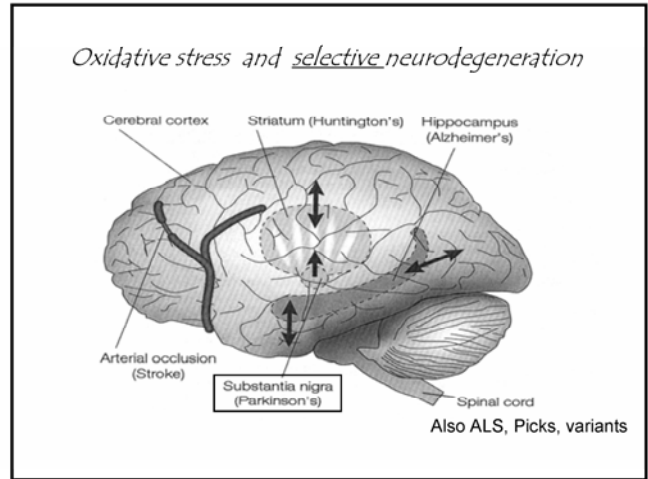 Oxidative stress and selective neurodegeneration
Cerebral cortex
Striatum (Huntington's)
Hippocampus
(Alzheimer's)
Arterial occlusion
(Stroke)
Substantia nigra
(Parkinson's)
Spinal cord
Also ALS, Picks, variants